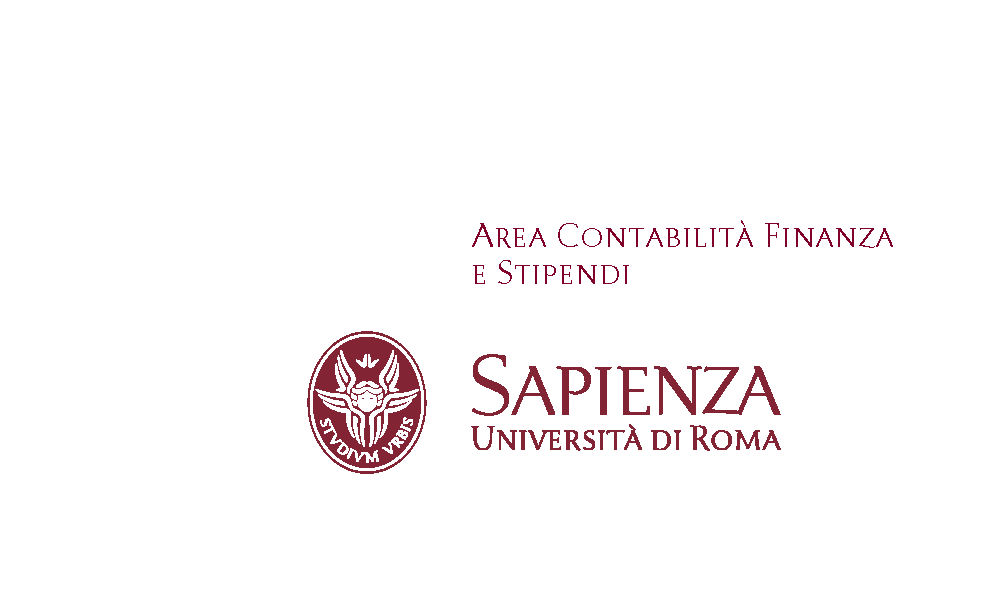 Area Contabilità Finanza
e Stipendi
Sapienza
Università di Roma
STVDIVM VRBIS